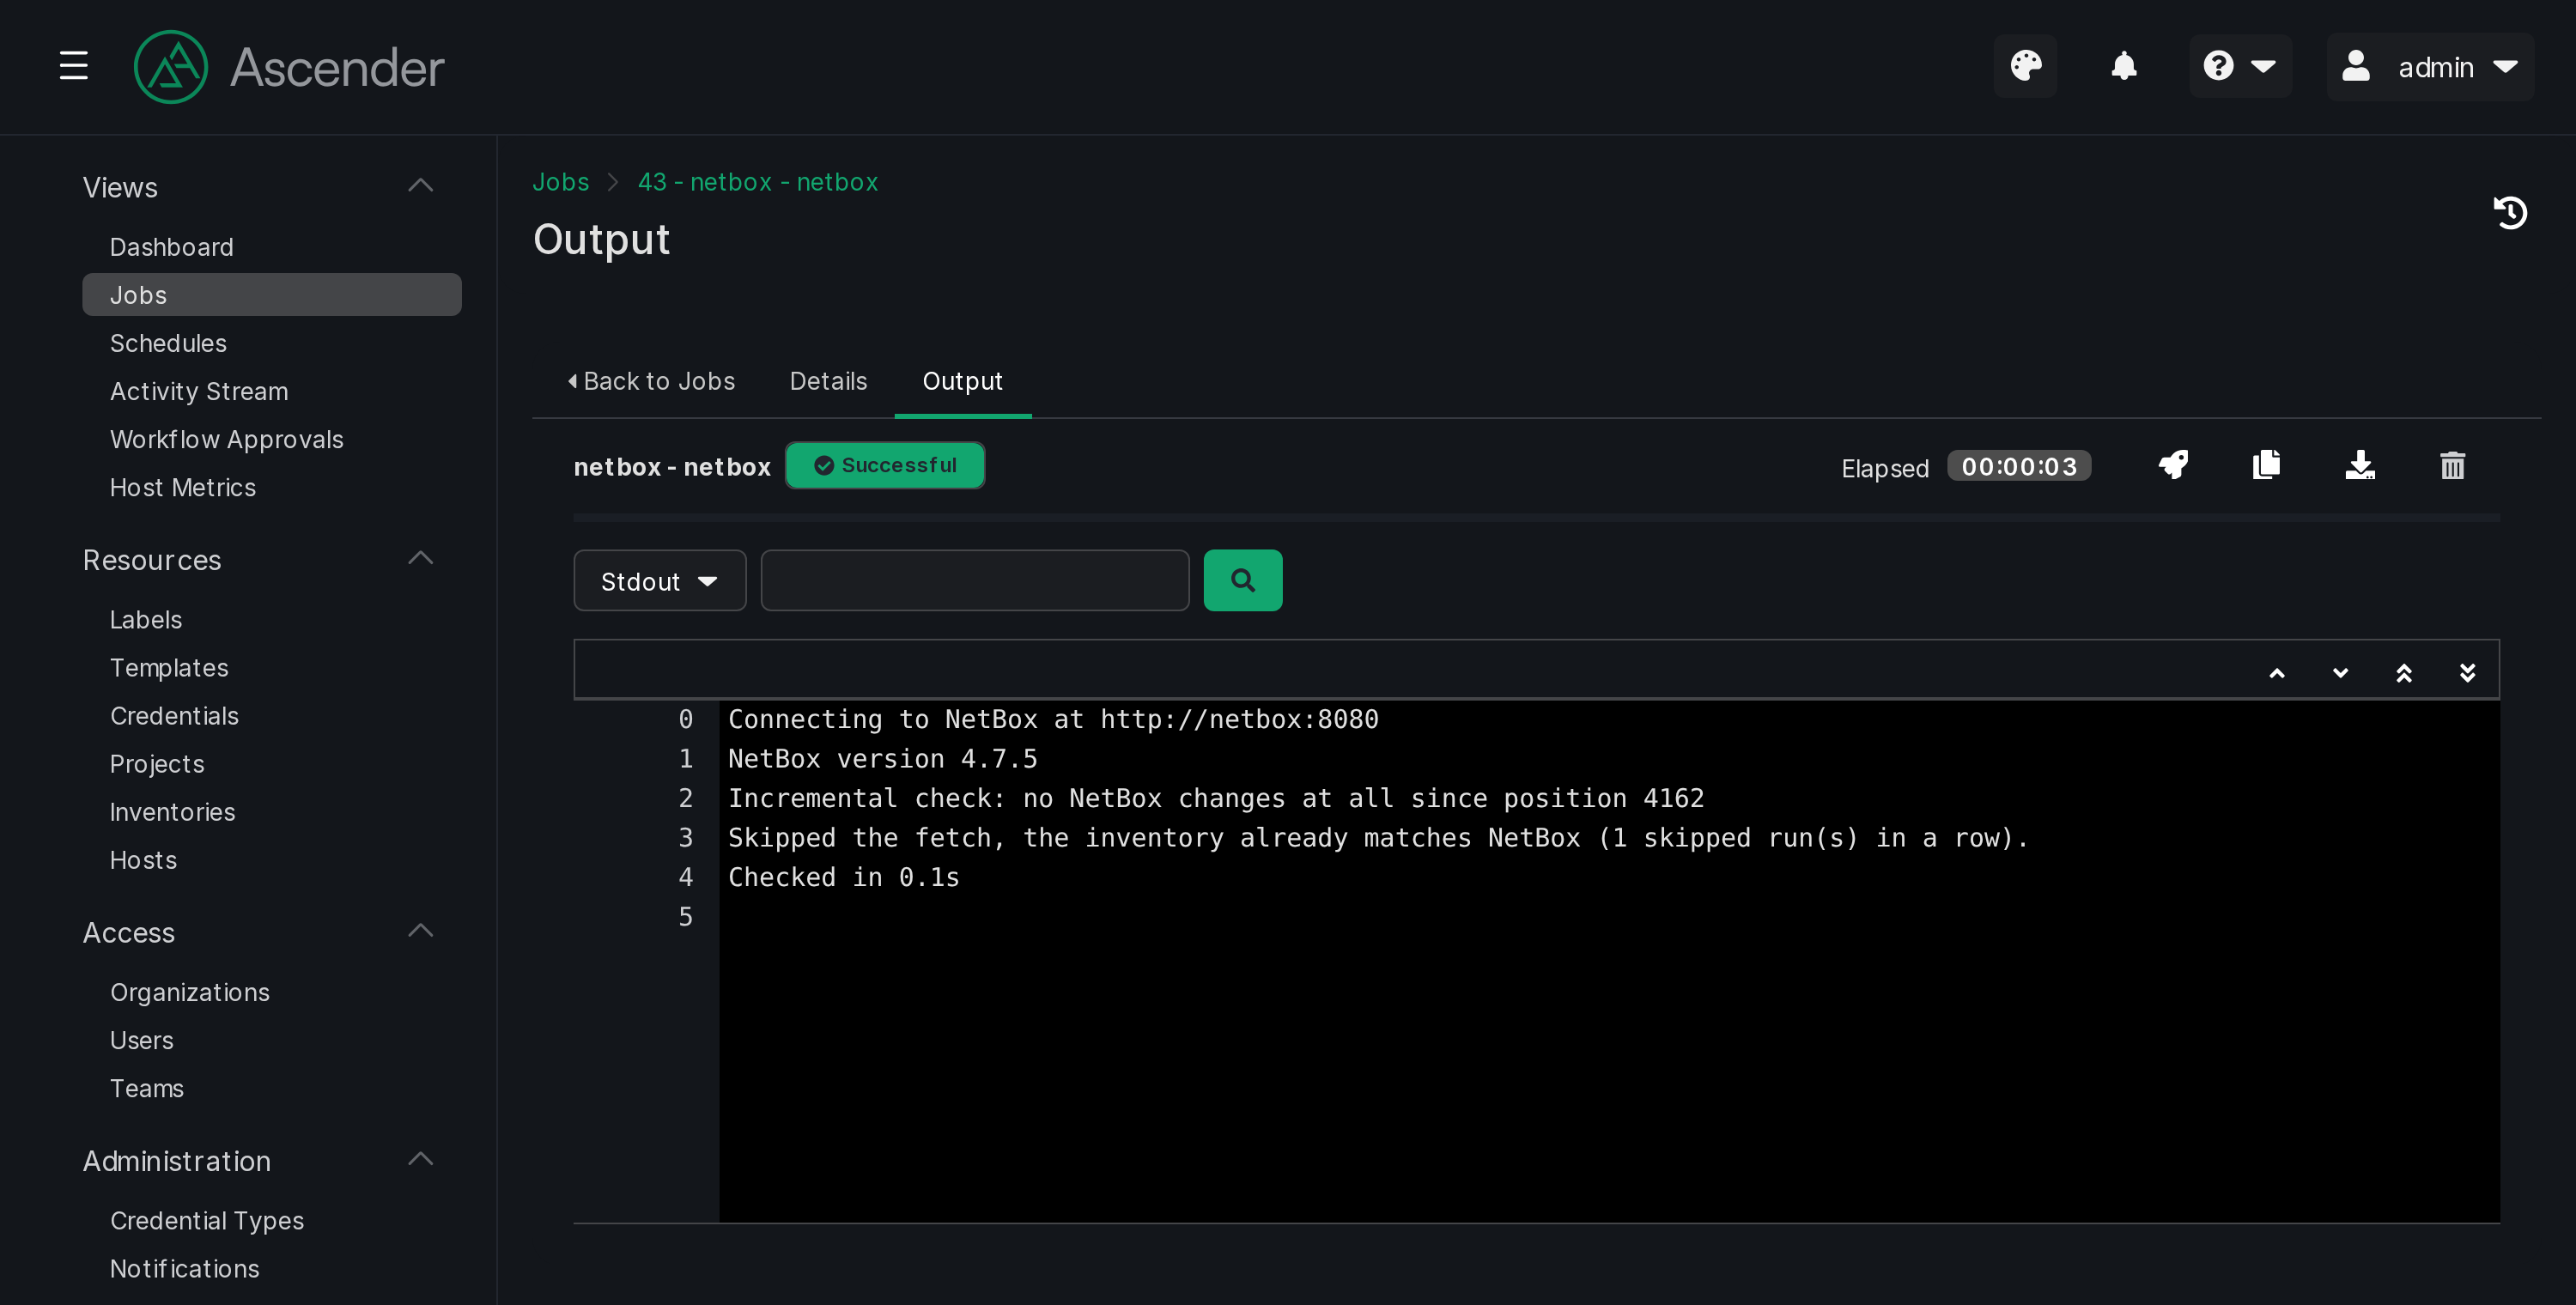 Ascender
admin
Views
Dashboard
Jobs
Schedules
Activity Stream
Workflow Approvals
Host Metrics
Resources
Labels
Templates
Credentials
Projects
Inventories
Hosts
Access
Organizations
Users
Teams
Administration
Credential Types
Notifications
Jobs 43 - netbox - netbox
Output
Back to Jobs Details Output
netbox - netbox Successful Elapsed 00:00:03
Stdout
0 Connecting to NetBox at http://netbox:8080
1 NetBox version 4.7.5
2 Incremental check: no NetBox changes at all since position 4162
3 Skipped the fetch, the inventory already matches NetBox (1 skipped run(s) in a row).
4 Checked in 0.1s
5